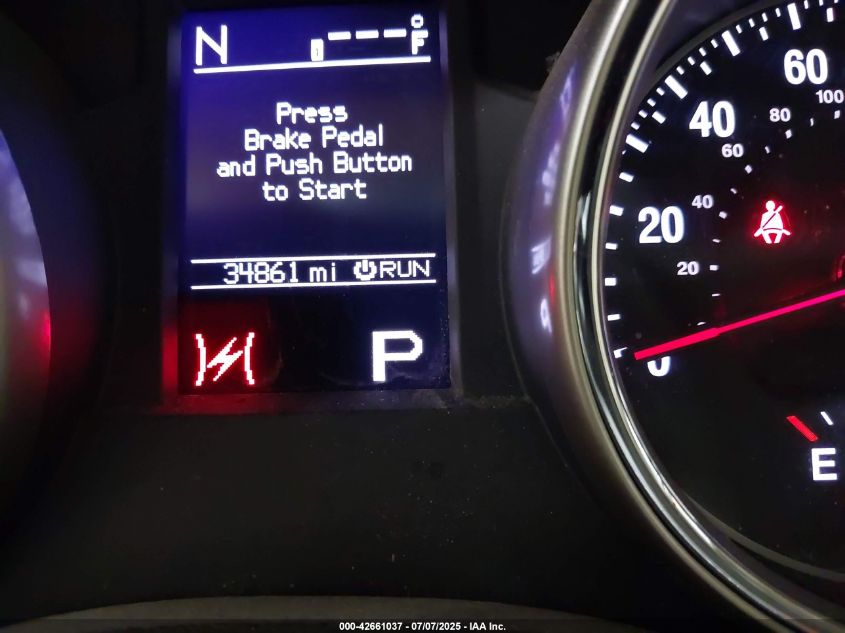 N ---°F
Press
Brake Pedal
and Push Button
to Start
34861 mi RUN
P
60
100
40
80
60
20
40
20
0
E
000-42661037 - 07/07/2025 - IAA Inc.